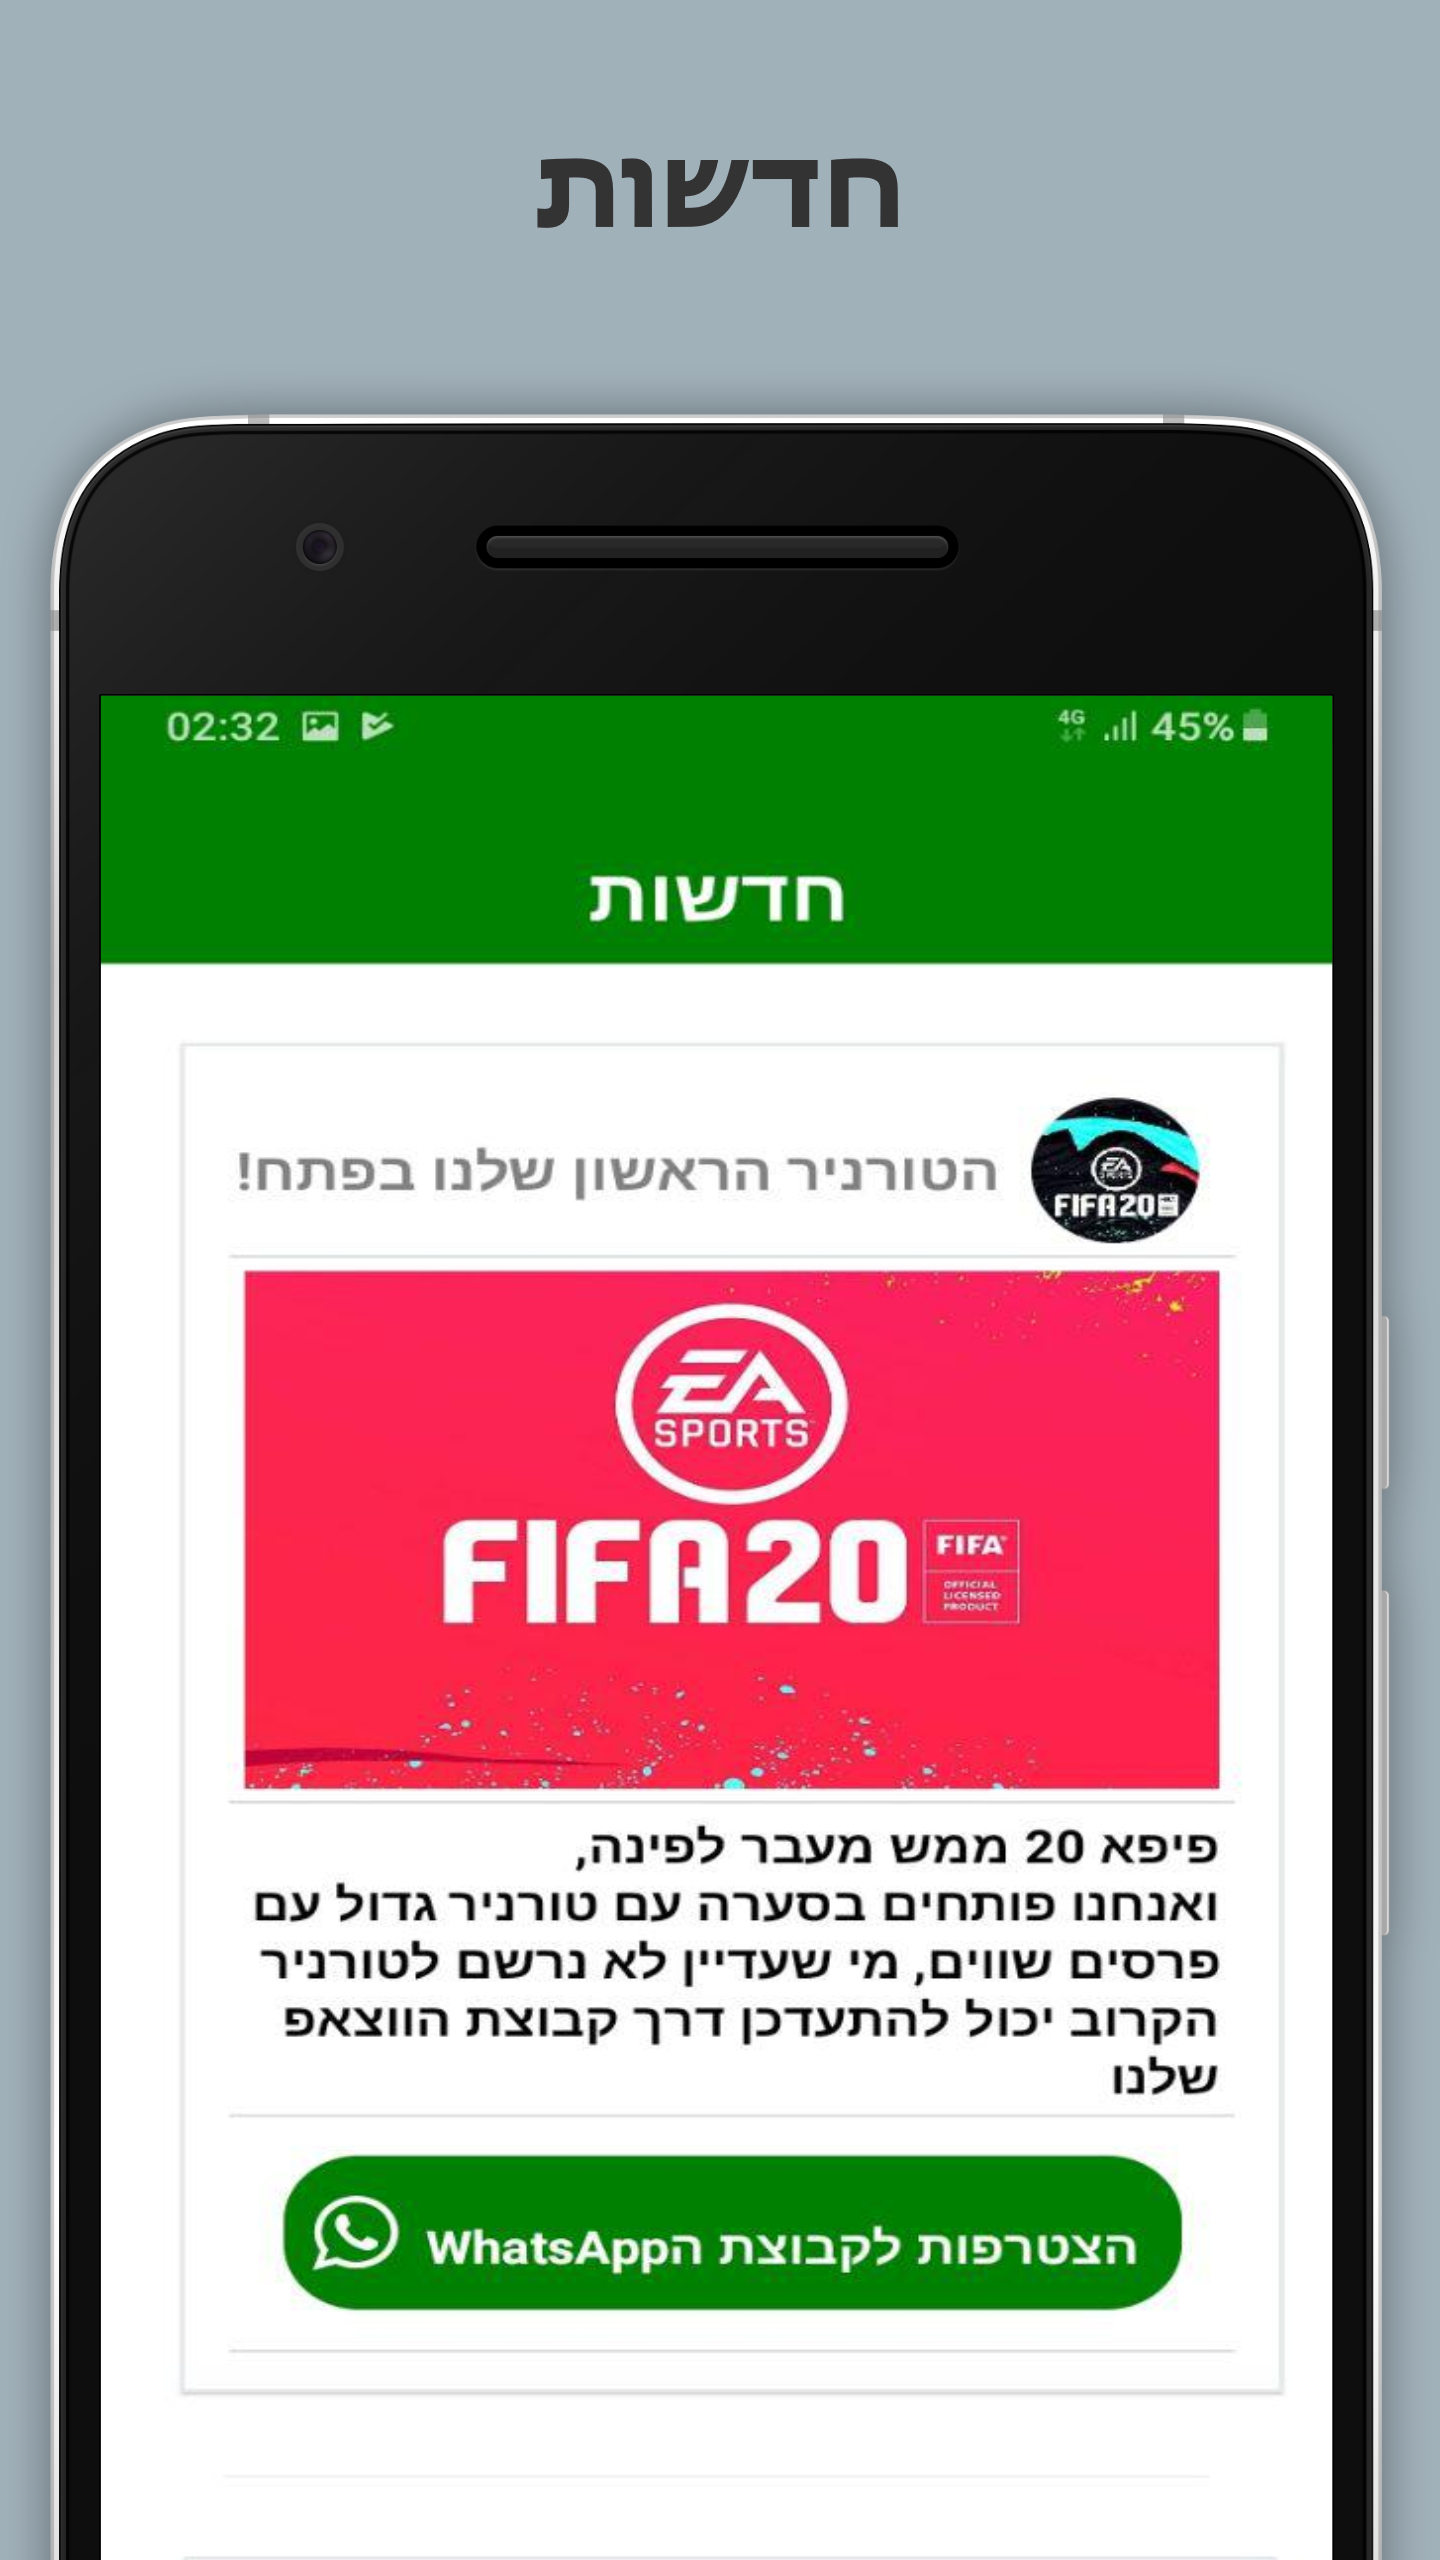 חדשות
02:32
4G 45%
חדשות
הטורניר הראשון שלנו בפתח!
EA SPORTS
FIFA20
EA
SPORTS
FIFA20
FIFA
OFFICIAL
LICENSED
PRODUCT
פיפא 20 ממש מעבר לפינה,
ואנחנו פותחים בסערה עם טורניר גדול עם
פרסים שווים, מי שעדיין לא נרשם לטורניר
הקרוב יכול להתעדכן דרך קבוצת הווצאפ
שלנו
הצטרפות לקבוצת הWhatsApp